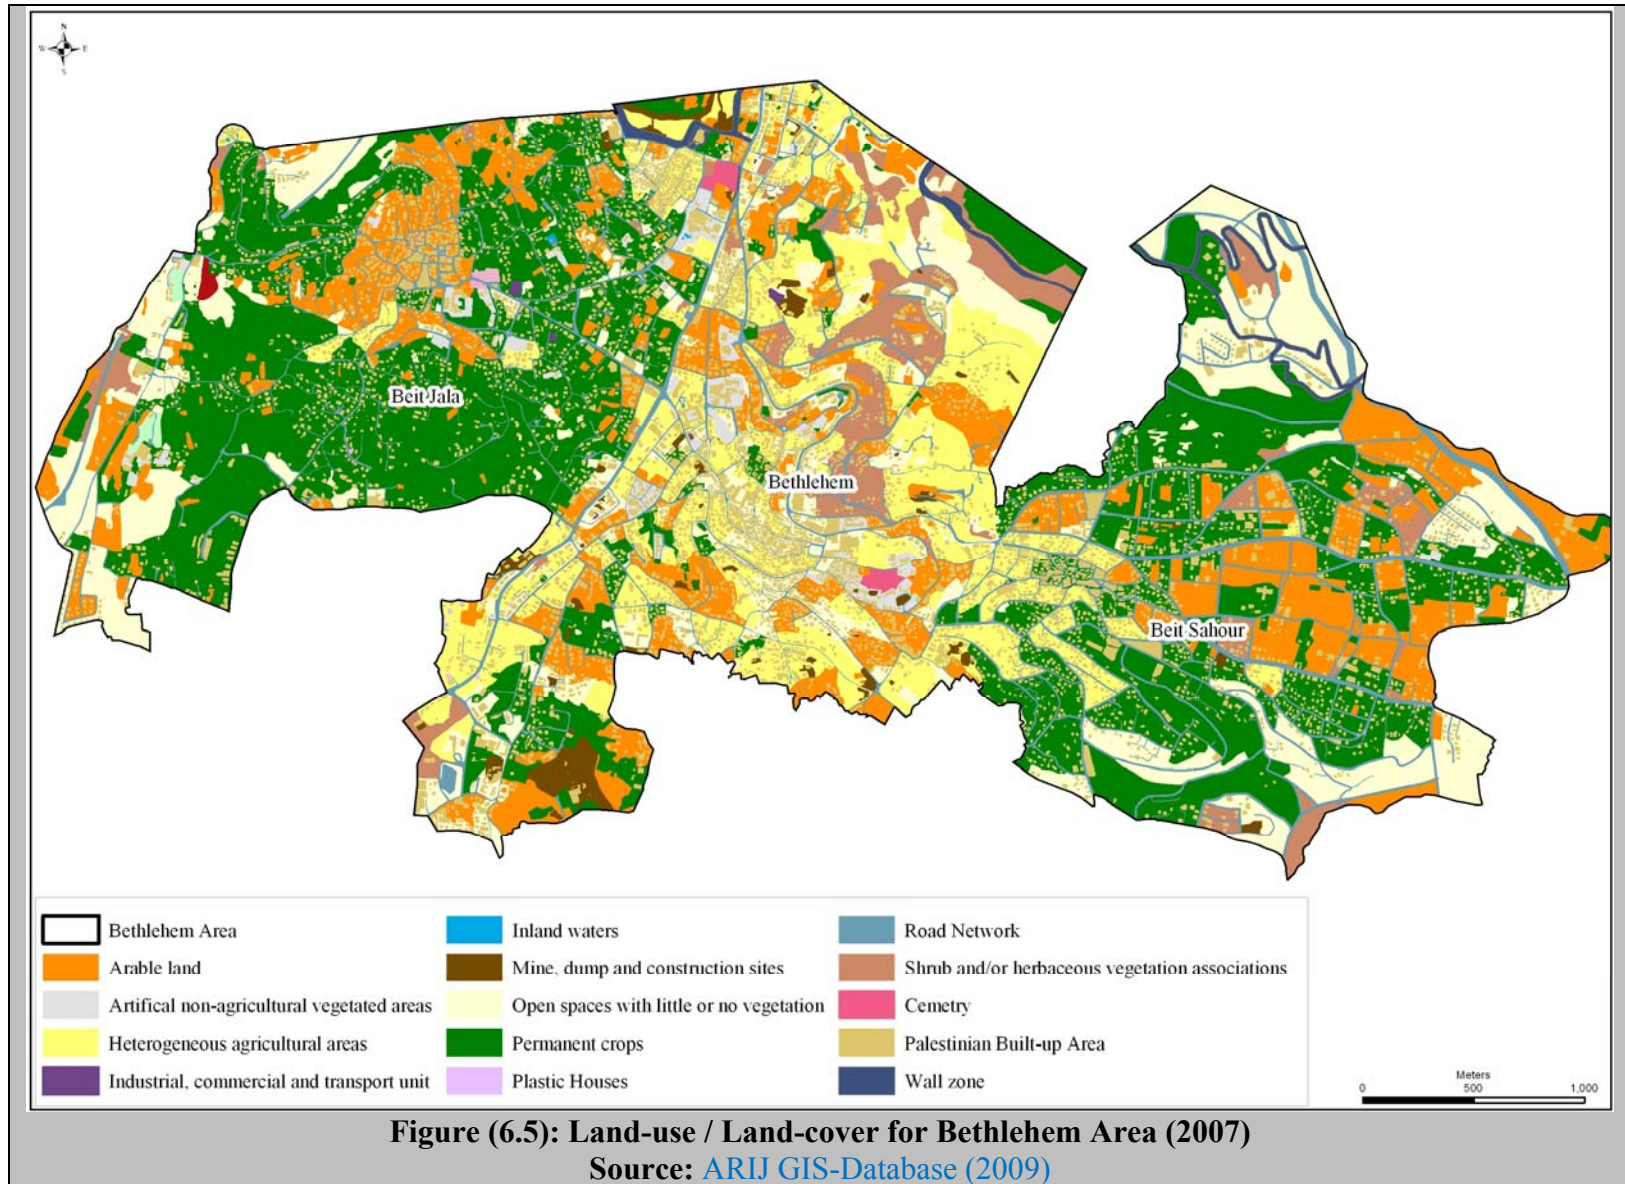 N
W E
S
Beit Jala
Bethlehem
Beit Sahour
Bethlehem Area
Arable land
Artifical non-agricultural vegetated areas
Heterogeneous agricultural areas
Industrial, commercial and transport unit
Inland waters
Mine, dump and construction sites
Open spaces with little or no vegetation
Permanent crops
Plastic Houses
Road Network
Shrub and/or herbaceous vegetation associations
Cemetry
Palestinian Built-up Area
Wall zone
Meters
0 500 1,000
Figure (6.5): Land-use / Land-cover for Bethlehem Area (2007)
Source: ARIJ GIS-Database (2009)